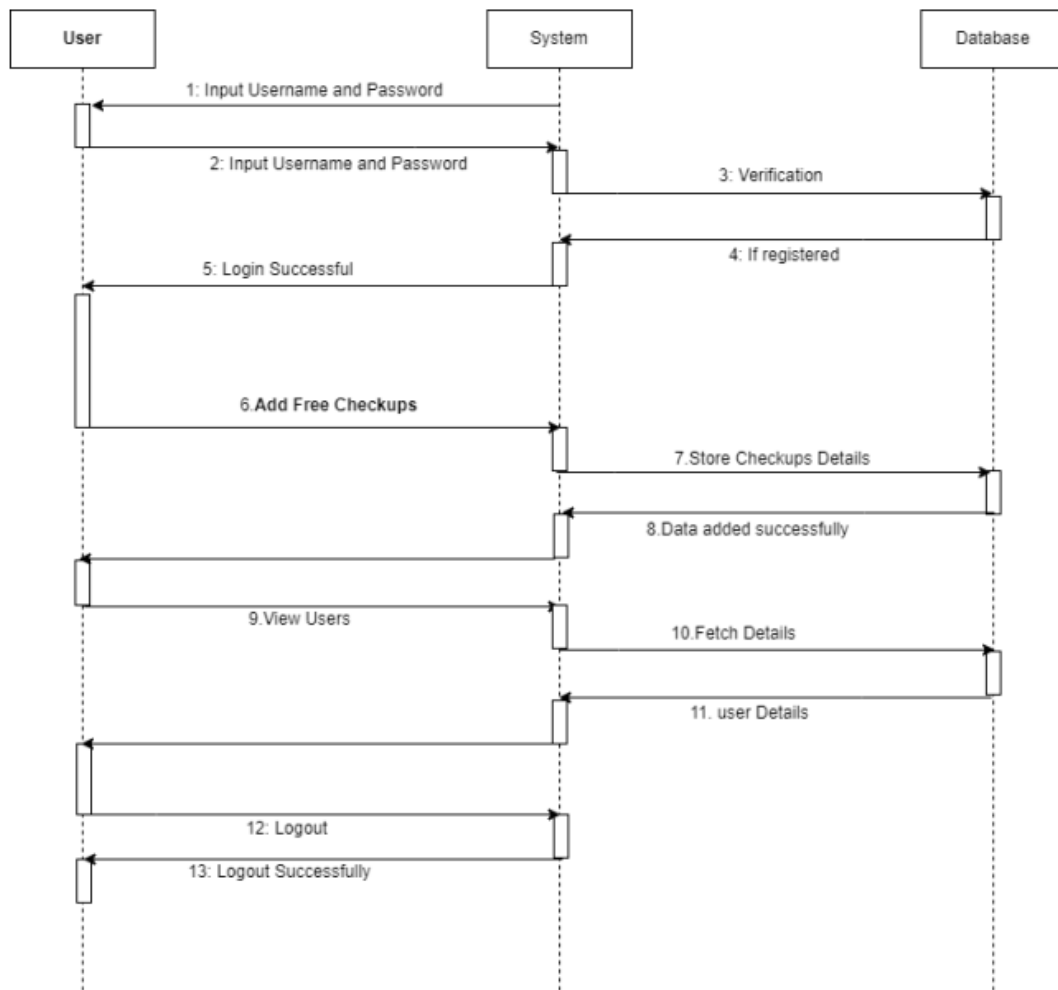 User
System
Database
1: Input Username and Password
2: Input Username and Password
3: Verification
4: If registered
5: Login Successful
6.Add Free Checkups
7.Store Checkups Details
8.Data added successfully
9.View Users
10.Fetch Details
11. user Details
12: Logout
13: Logout Successfully